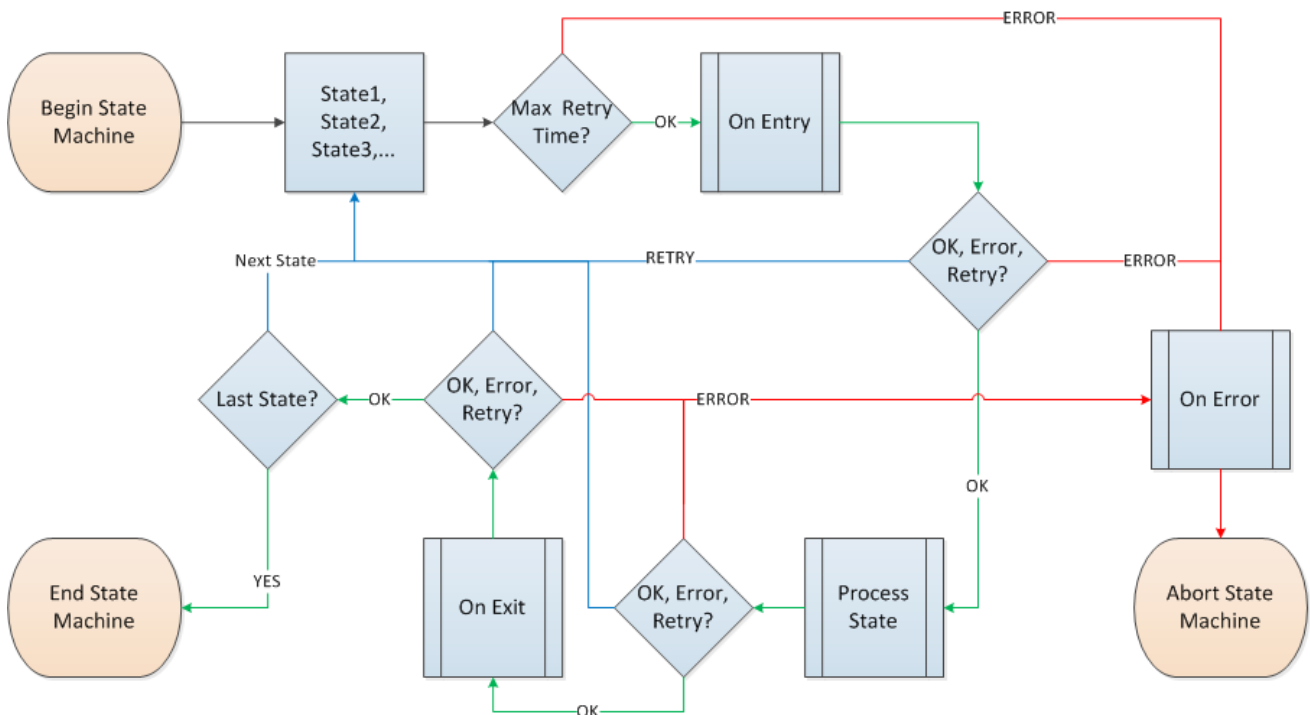 ERROR
Begin State
Machine
State1,
State2,
State3,...
Max Retry
Time?
OK
On Entry
OK, Error,
Retry?
ERROR
RETRY
Next State
Last State?
OK
OK, Error,
Retry?
ERROR
On Error
OK
YES
End State
Machine
On Exit
OK, Error,
Retry?
Process
State
Abort State
Machine
OK